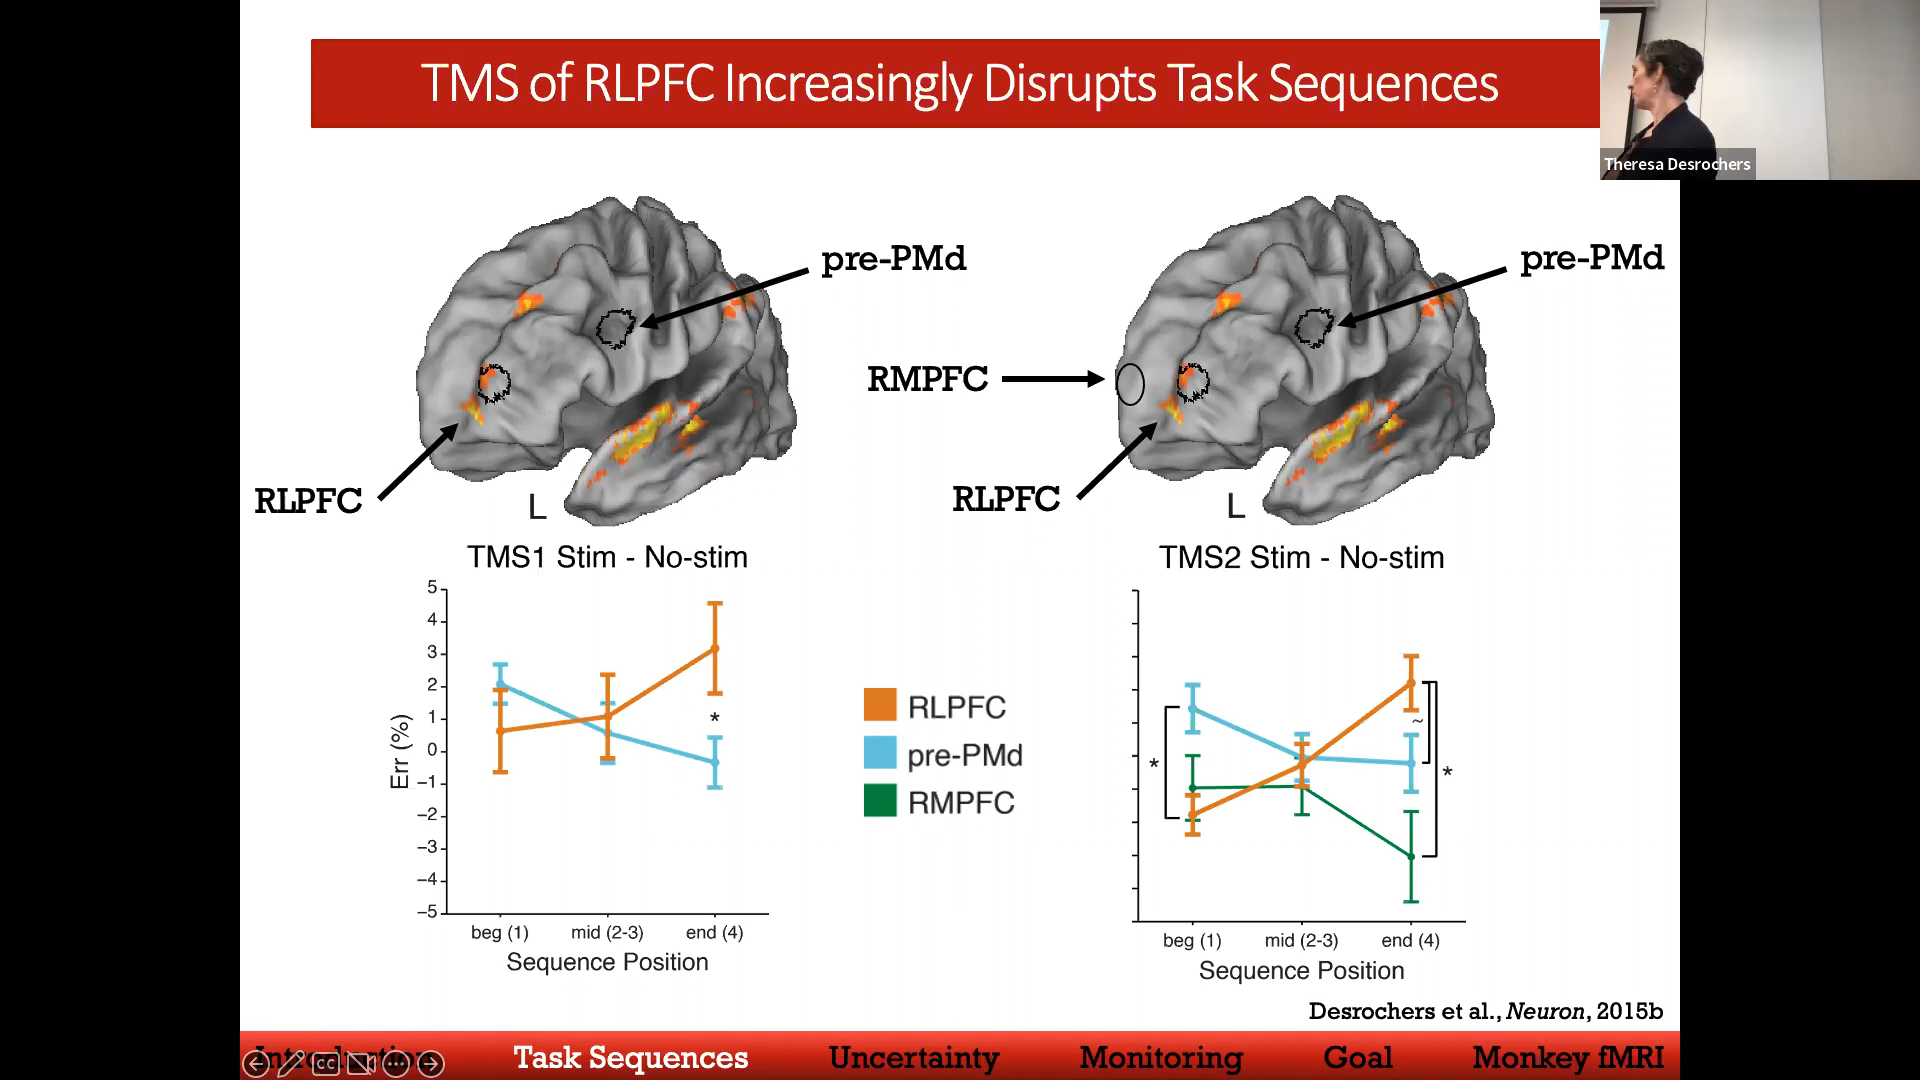 TMS of RLPFC Increasingly Disrupts Task Sequences
Theresa Desrochers
pre-PMd
RLPFC
L
pre-PMd
RMPFC
RLPFC
L
TMS1 Stim - No-stim
5
4
3
2
1
0
−1
−2
−3
−4
−5
Err (%)
*
beg (1) mid (2-3) end (4)
Sequence Position
RLPFC
pre-PMd
RMPFC
TMS2 Stim - No-stim
*
~
*
beg (1) mid (2-3) end (4)
Sequence Position
Desrochers et al., Neuron, 2015b
Introduction Task Sequences Uncertainty Monitoring Goal Monkey fMRI
CC